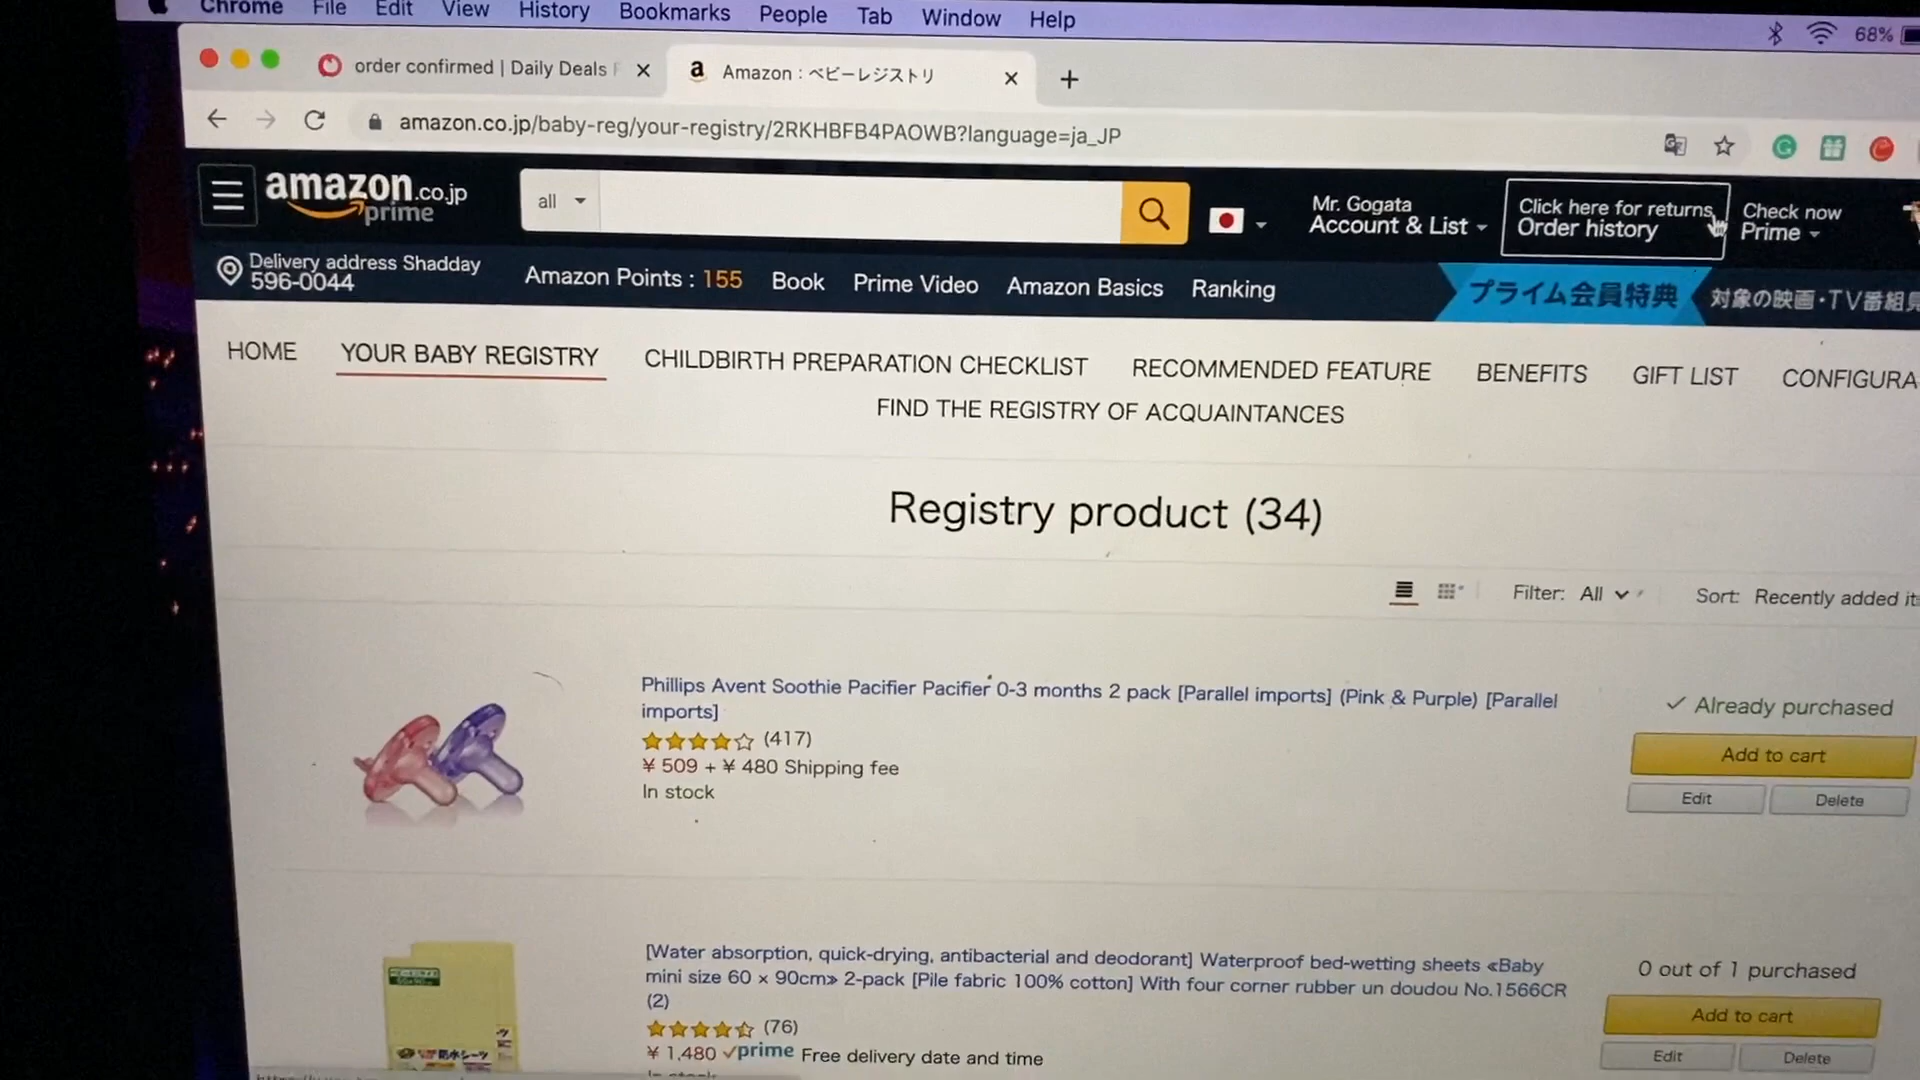 Chrome File Edit View History Bookmarks People Tab Window Help
68%
order confirmed | Daily Deals
Amazon : ベビーレジストリ
amazon.co.jp/baby-reg/your-registry/2RKHBFB4PAOWB?language=ja_JP
amazon.co.jp
prime
all
Mr. Gogata
Account & List
Click here for returns
Order history
Check now
Prime
Delivery address Shadday
596-0044
Amazon Points : 155 Book Prime Video Amazon Basics Ranking
プライム会員特典 対象の映画・TV番組見
HOME YOUR BABY REGISTRY CHILDBIRTH PREPARATION CHECKLIST RECOMMENDED FEATURE BENEFITS GIFT LIST CONFIGURA
FIND THE REGISTRY OF ACQUAINTANCES
Registry product (34)
Filter: All Sort: Recently added it
Phillips Avent Soothie Pacifier Pacifier 0-3 months 2 pack [Parallel imports] (Pink & Purple) [Parallel
imports]
(417)
¥ 509 + ¥ 480 Shipping fee
In stock
Already purchased
Add to cart
Edit Delete
[Water absorption, quick-drying, antibacterial and deodorant] Waterproof bed-wetting sheets ≪Baby
mini size 60 × 90cm≫ 2-pack [Pile fabric 100% cotton] With four corner rubber un doudou No.1566CR
(2)
(76)
¥ 1,480 prime Free delivery date and time
0 out of 1 purchased
Add to cart
Edit Delete
防水シーツ